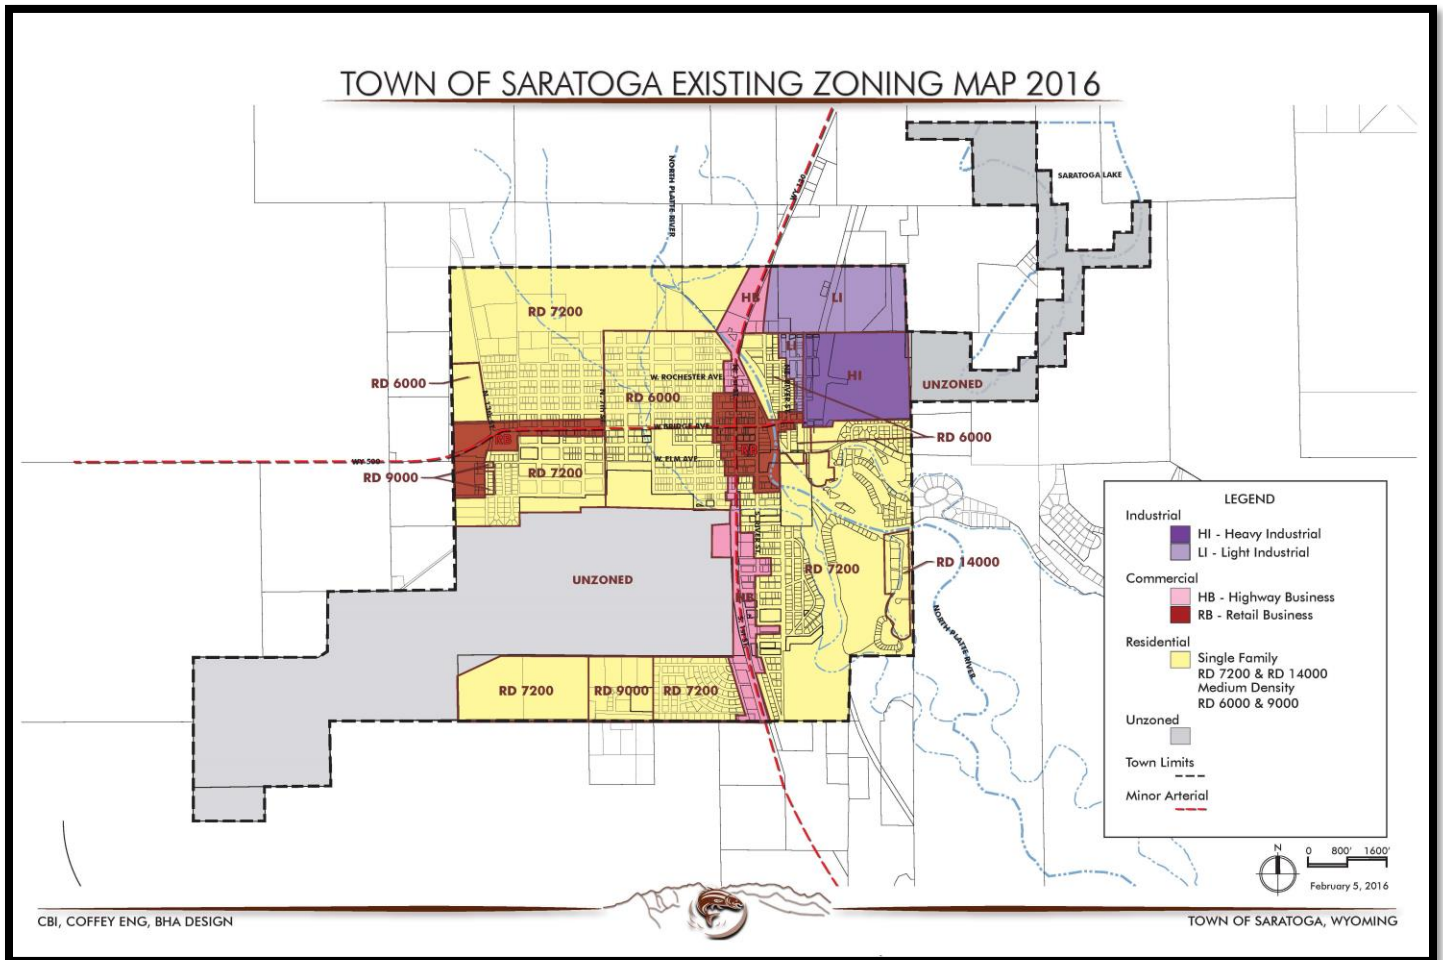 TOWN OF SARATOGA EXISTING ZONING MAP 2016
NORTH PLATTE RIVER
SARATOGA LAKE
HB
LI
RD 7200
RD 6000
W. ROCHESTER AVE.
HI
UNZONED
RD 6000
RB
W. BRIDGE AVE.
RB
RD 6000
WY 500
RD 9000
W. ELM AVE.
RD 7200
UNZONED
RD 7200
RD 14000
HB
NORTH PLATTE RIVER
RD 7200
RD 9000
RD 7200
LEGEND
Industrial
HI - Heavy Industrial
LI - Light Industrial
Commercial
HB - Highway Business
RB - Retail Business
Residential
Single Family
RD 7200 & RD 14000
Medium Density
RD 6000 & 9000
Unzoned
Town Limits
Minor Arterial
N
0 800' 1600'
February 5, 2016
CBI, COFFEY ENG, BHA DESIGN
TOWN OF SARATOGA, WYOMING